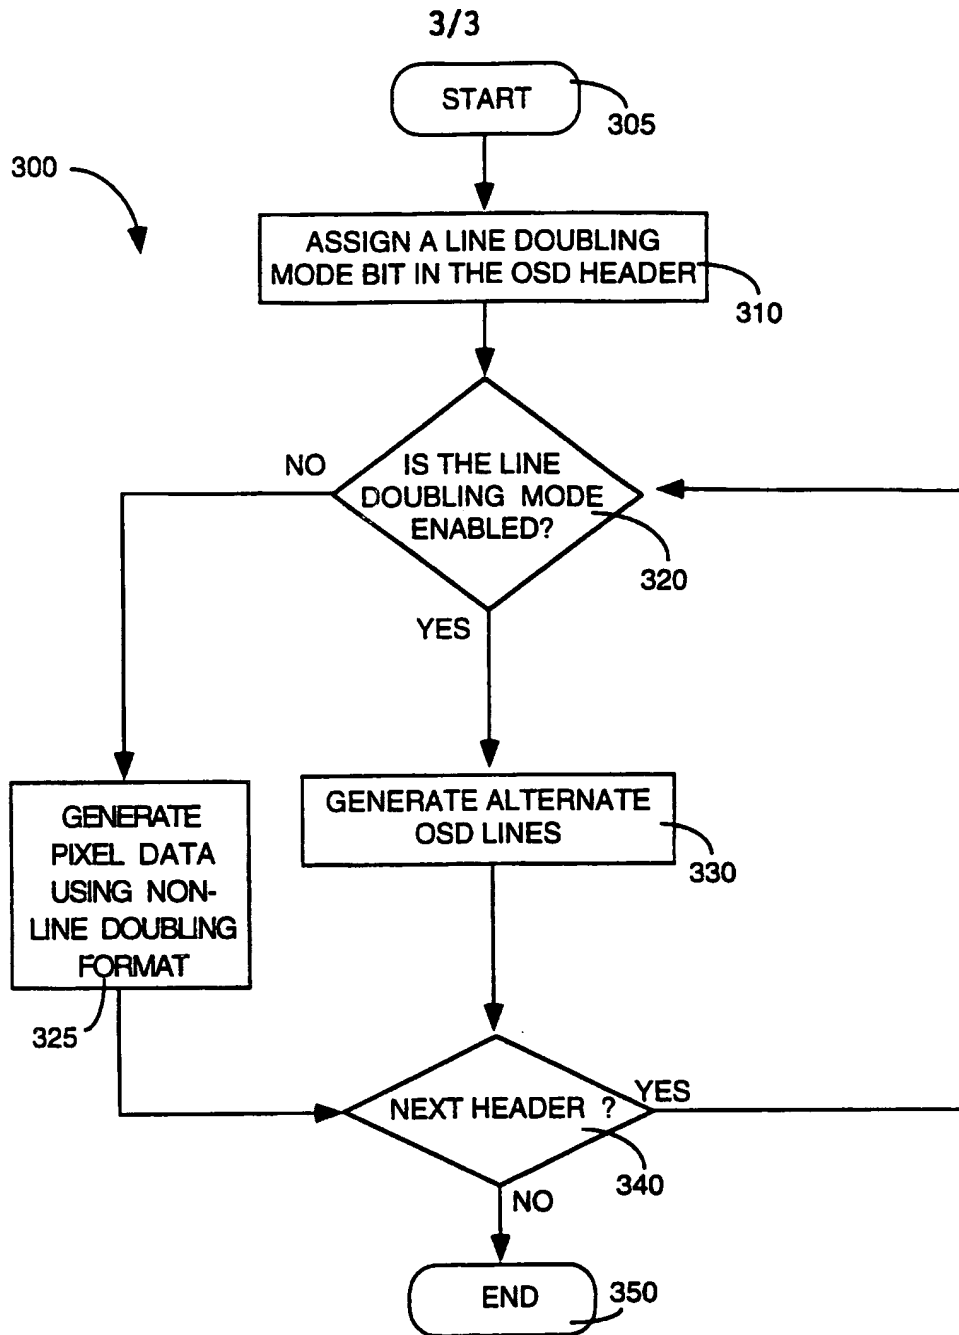 3/3
START
305
300
ASSIGN A LINE DOUBLING
MODE BIT IN THE OSD HEADER
310
NO
IS THE LINE
DOUBLING MODE
ENABLED?
320
YES
GENERATE
PIXEL DATA
USING NON-
LINE DOUBLING
FORMAT
325
GENERATE ALTERNATE
OSD LINES
330
NEXT HEADER ?
YES
340
NO
END
350